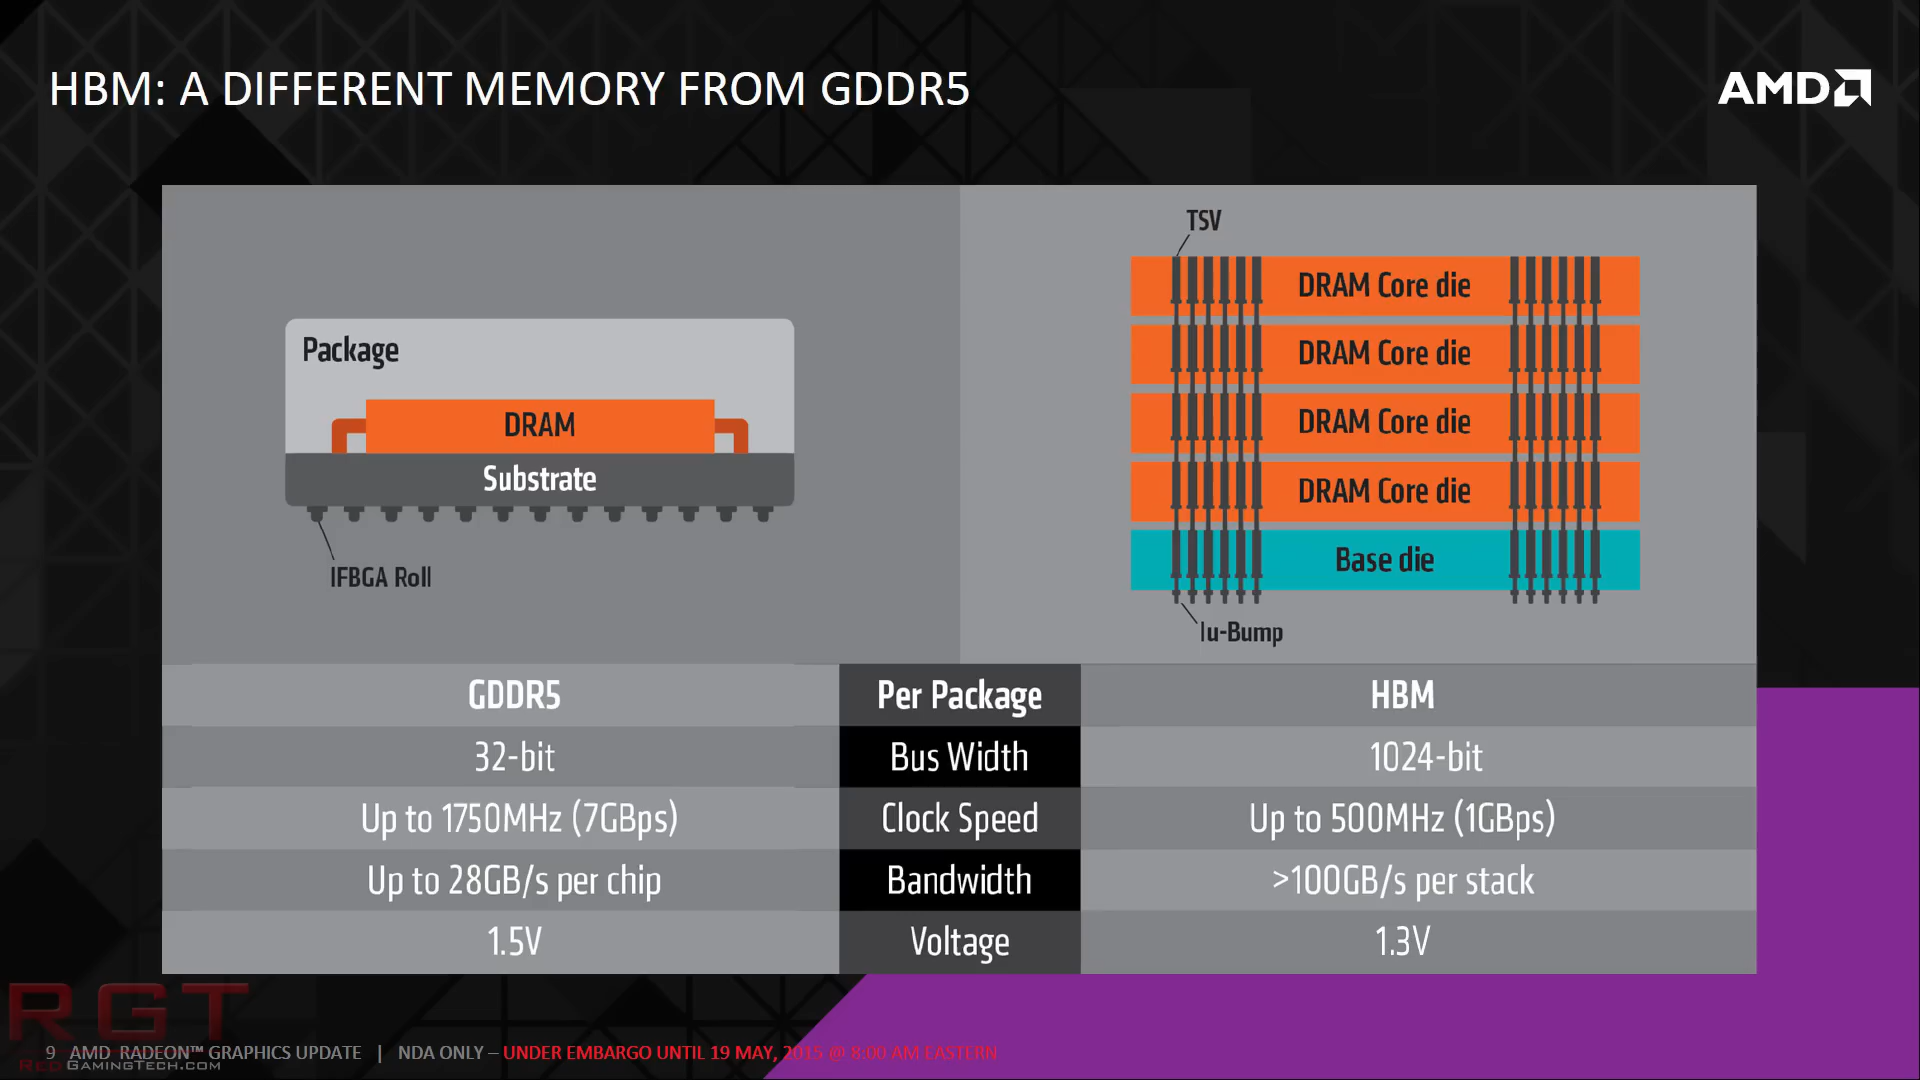 HBM: A DIFFERENT MEMORY FROM GDDR5
AMD
TSV
DRAM Core die
Package
DRAM Core die
DRAM
DRAM Core die
Substrate
DRAM Core die
Base die
IFBGA Roll
Iu-Bump
GDDR5 Per Package HBM
32-bit Bus Width 1024-bit
Up to 1750MHz (7GBps) Clock Speed Up to 500MHz (1GBps)
Up to 28GB/s per chip Bandwidth >100GB/s per stack
1.5V Voltage 1.3V
RGT
9 AMD RADEON™ GRAPHICS UPDATE | NDA ONLY – UNDER EMBARGO UNTIL 19 MAY, 2015 @ 8:00 AM EASTERN
REDGAMINGTECH.COM